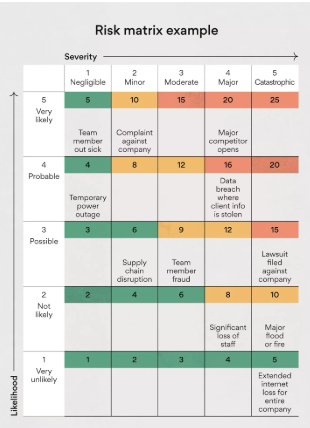 Risk matrix example
Severity
1
Negligible
2
Minor
3
Moderate
4
Major
5
Catastrophic
5
Very
likely
5
10
15
20
25
Team
member
out sick
Complaint
against
company
Major
competitor
opens
4
Probable
4
8
12
16
20
Temporary
power
outage
Data
breach
where
client info
is stolen
3
Possible
3
6
9
12
15
Supply
chain
disruption
Team
member
fraud
Lawsuit
filed
against
company
2
Not
likely
2
4
6
8
10
Significant
loss of
staff
Major
flood
or fire
1
Very
unlikely
1
2
3
4
5
Extended
internet
loss for
entire
company
Likelihood